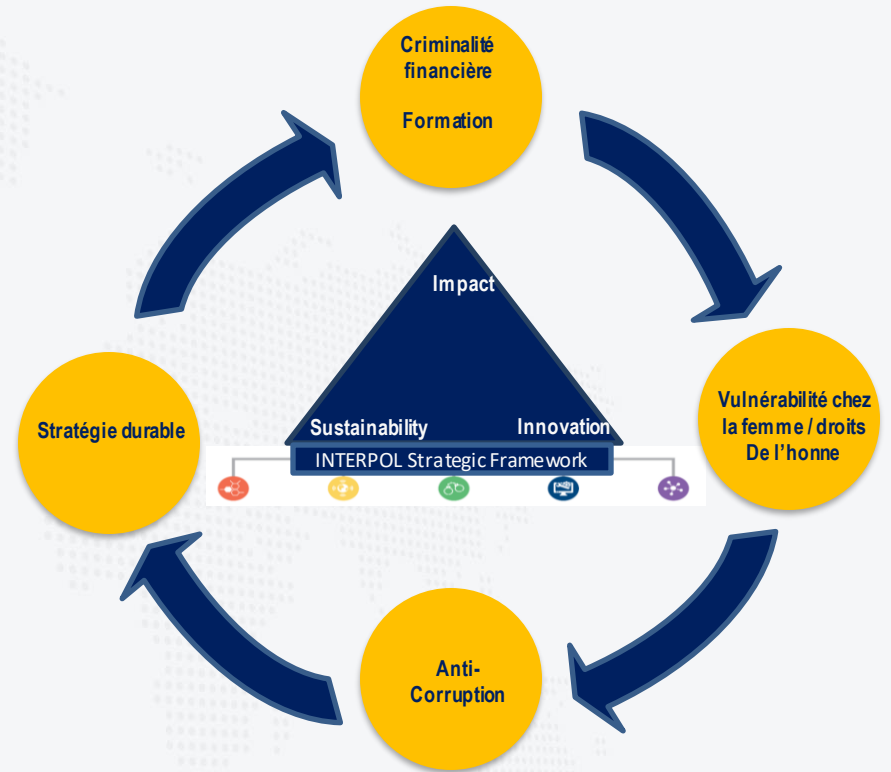 Criminalité
financière
Formation
Impact
Sustainability
Innovation
INTERPOL Strategic Framework
Stratégie durable
Vulnérabilité chez
la femme / droits
De l'honne
Anti-
Corruption